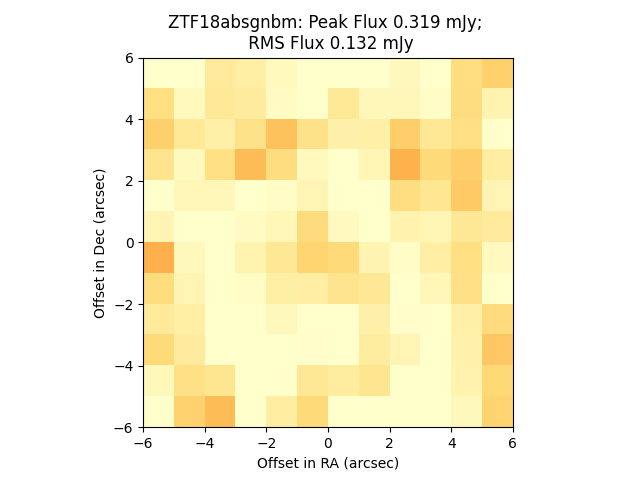 ZTF18absgnbm: Peak Flux 0.319 mJy;
RMS Flux 0.132 mJy
6
4
2
0
−2
−4
−6
Offset in Dec (arcsec)
−6 −4 −2 0 2 4 6
Offset in RA (arcsec)